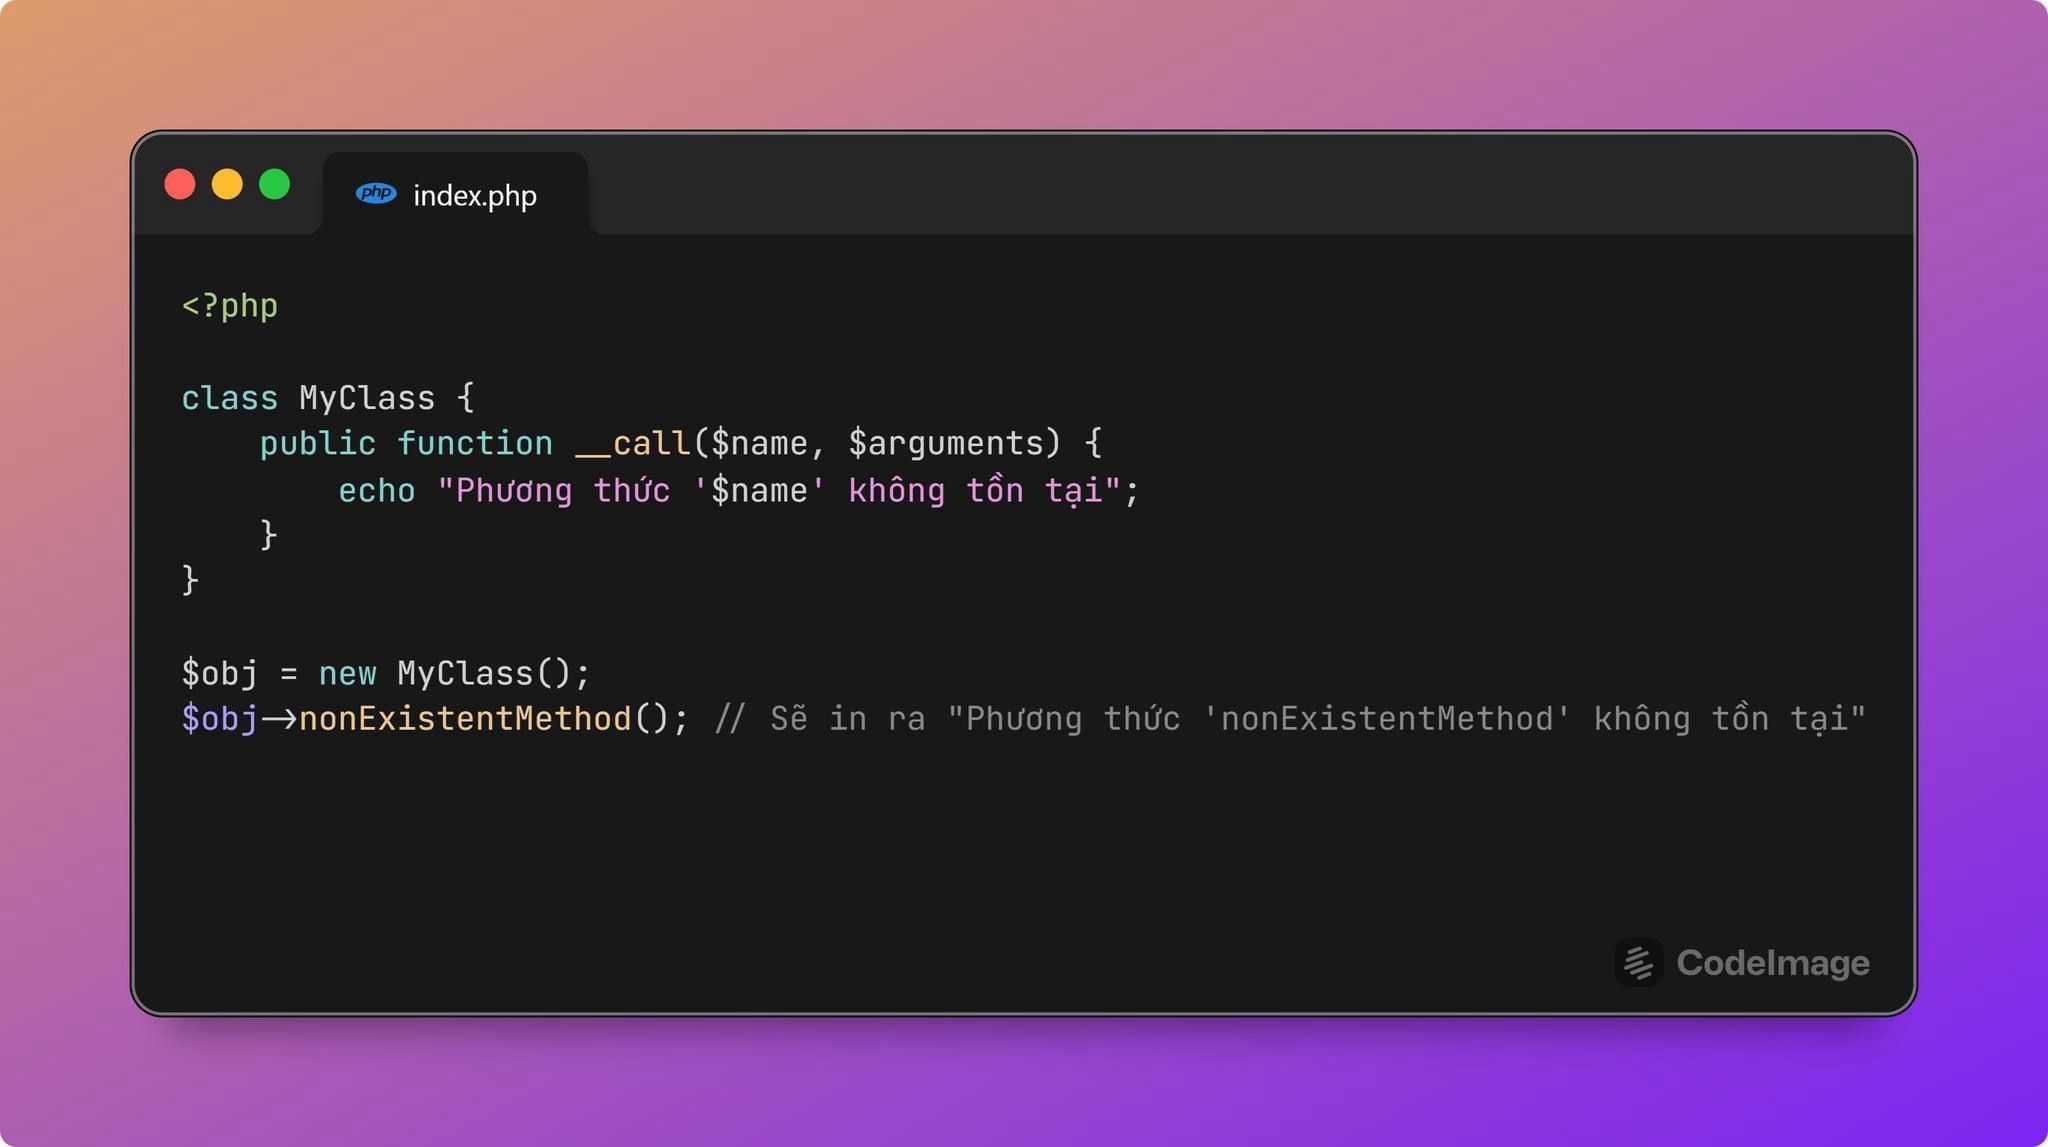 php index.php
<?php
class MyClass {
    public function __call($name, $arguments) {
        echo "Phương thức '$name' không tồn tại";
    }
}
$obj = new MyClass();
$obj->nonExistentMethod(); // Sẽ in ra "Phương thức 'nonExistentMethod' không tồn tại"
CodeImage